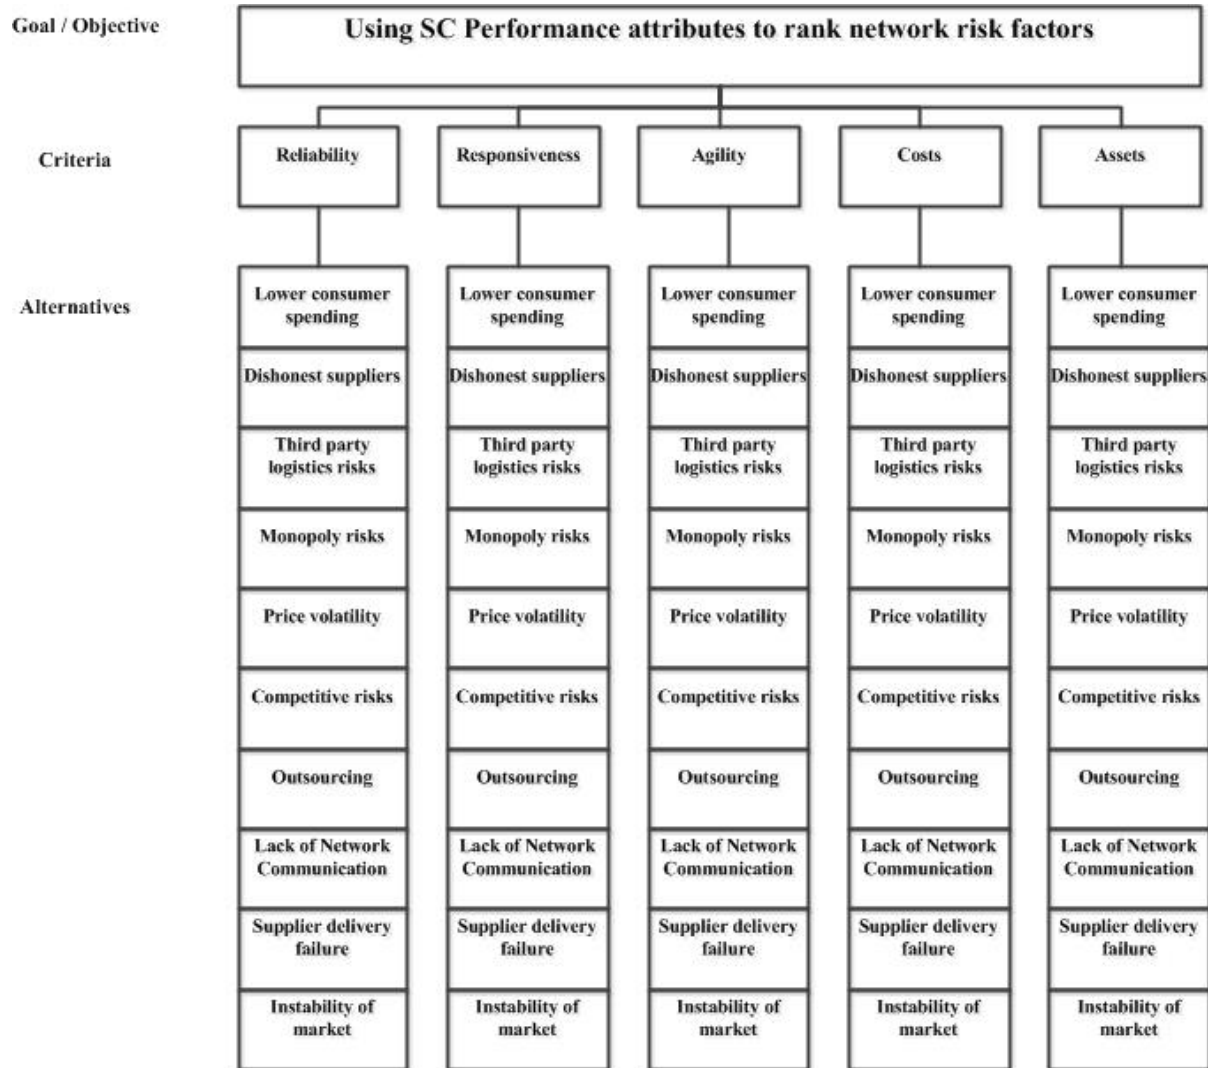 Goal / Objective
Using SC Performance attributes to rank network risk factors
Criteria
Reliability
Responsiveness
Agility
Costs
Assets
Alternatives
Lower consumer
spending
Lower consumer
spending
Lower consumer
spending
Lower consumer
spending
Lower consumer
spending
Dishonest suppliers
Dishonest suppliers
Dishonest suppliers
Dishonest suppliers
Dishonest suppliers
Third party
logistics risks
Third party
logistics risks
Third party
logistics risks
Third party
logistics risks
Third party
logistics risks
Monopoly risks
Monopoly risks
Monopoly risks
Monopoly risks
Monopoly risks
Price volatility
Price volatility
Price volatility
Price volatility
Price volatility
Competitive risks
Competitive risks
Competitive risks
Competitive risks
Competitive risks
Outsourcing
Outsourcing
Outsourcing
Outsourcing
Outsourcing
Lack of Network
Communication
Lack of Network
Communication
Lack of Network
Communication
Lack of Network
Communication
Lack of Network
Communication
Supplier delivery
failure
Supplier delivery
failure
Supplier delivery
failure
Supplier delivery
failure
Supplier delivery
failure
Instability of
market
Instability of
market
Instability of
market
Instability of
market
Instability of
market